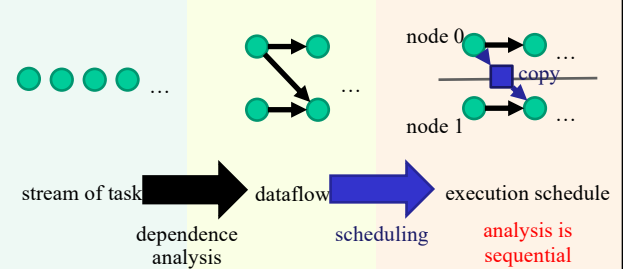 node 0
...
copy
...
...
node 1
...
stream of task
dataflow
execution schedule
dependence
analysis
scheduling
analysis is
sequential